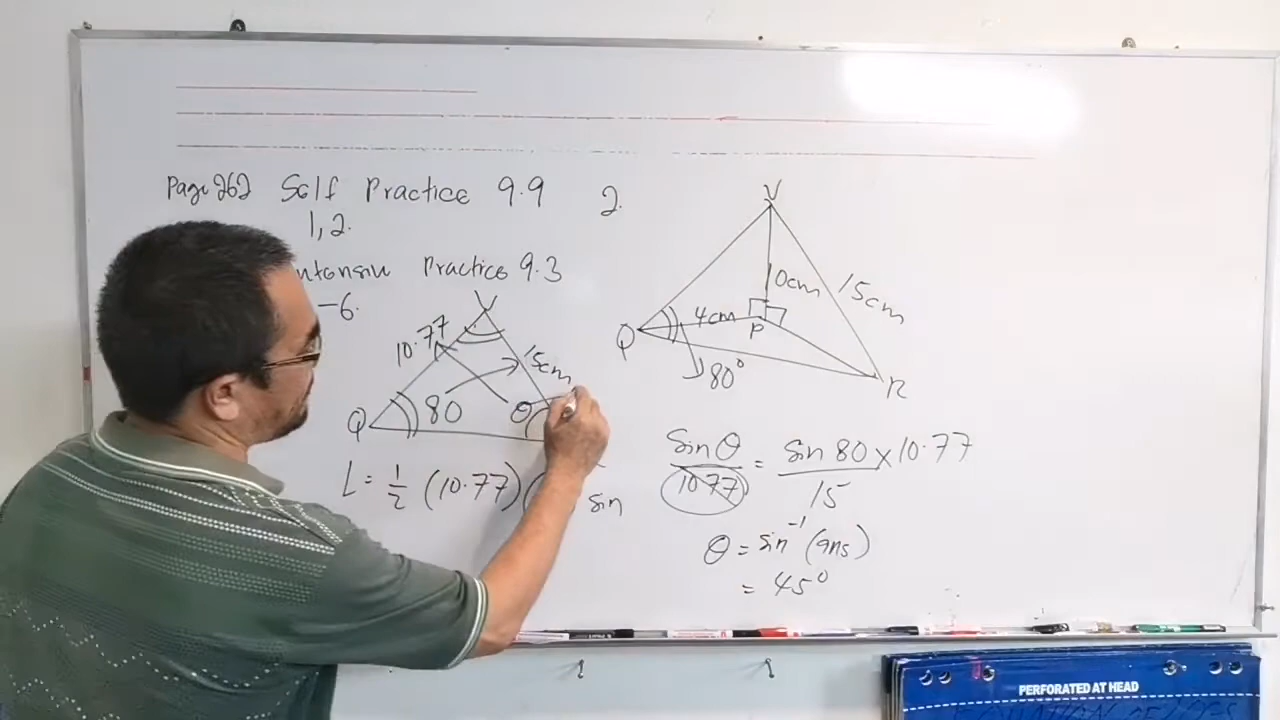 Page 262 Self Practice 9.9
1,2.
Intensiv Practice 9.3
-6.
V
10.77
15cm
Q
80
θ
L = 1/2 (10.77)(
sin
2.
V
10cm
15cm
4cm
P
Q
80°
R
sinθ/10.77 = sin 80 × 10.77/15
θ = sin⁻¹ (ans)
= 45°
PERFORATED AT HEAD